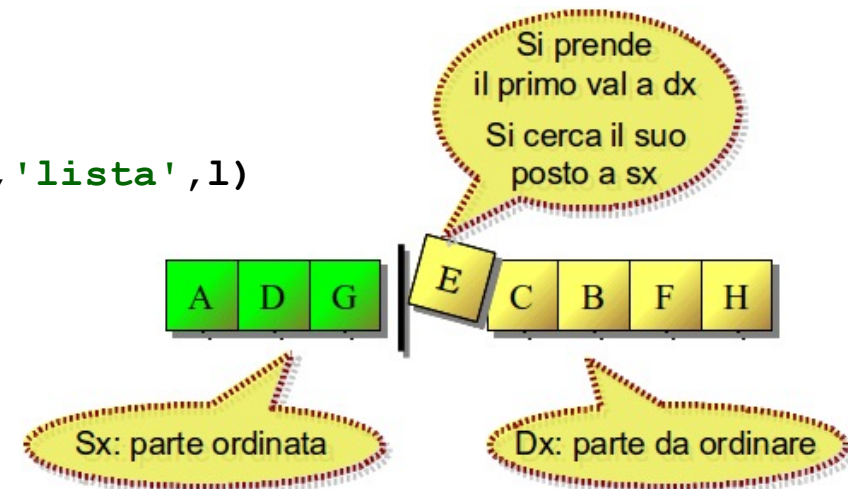 Si prende
il primo val a dx
Si cerca il suo
posto a sx
,'lista',l)
A D G E C B F H
Sx: parte ordinata
Dx: parte da ordinare